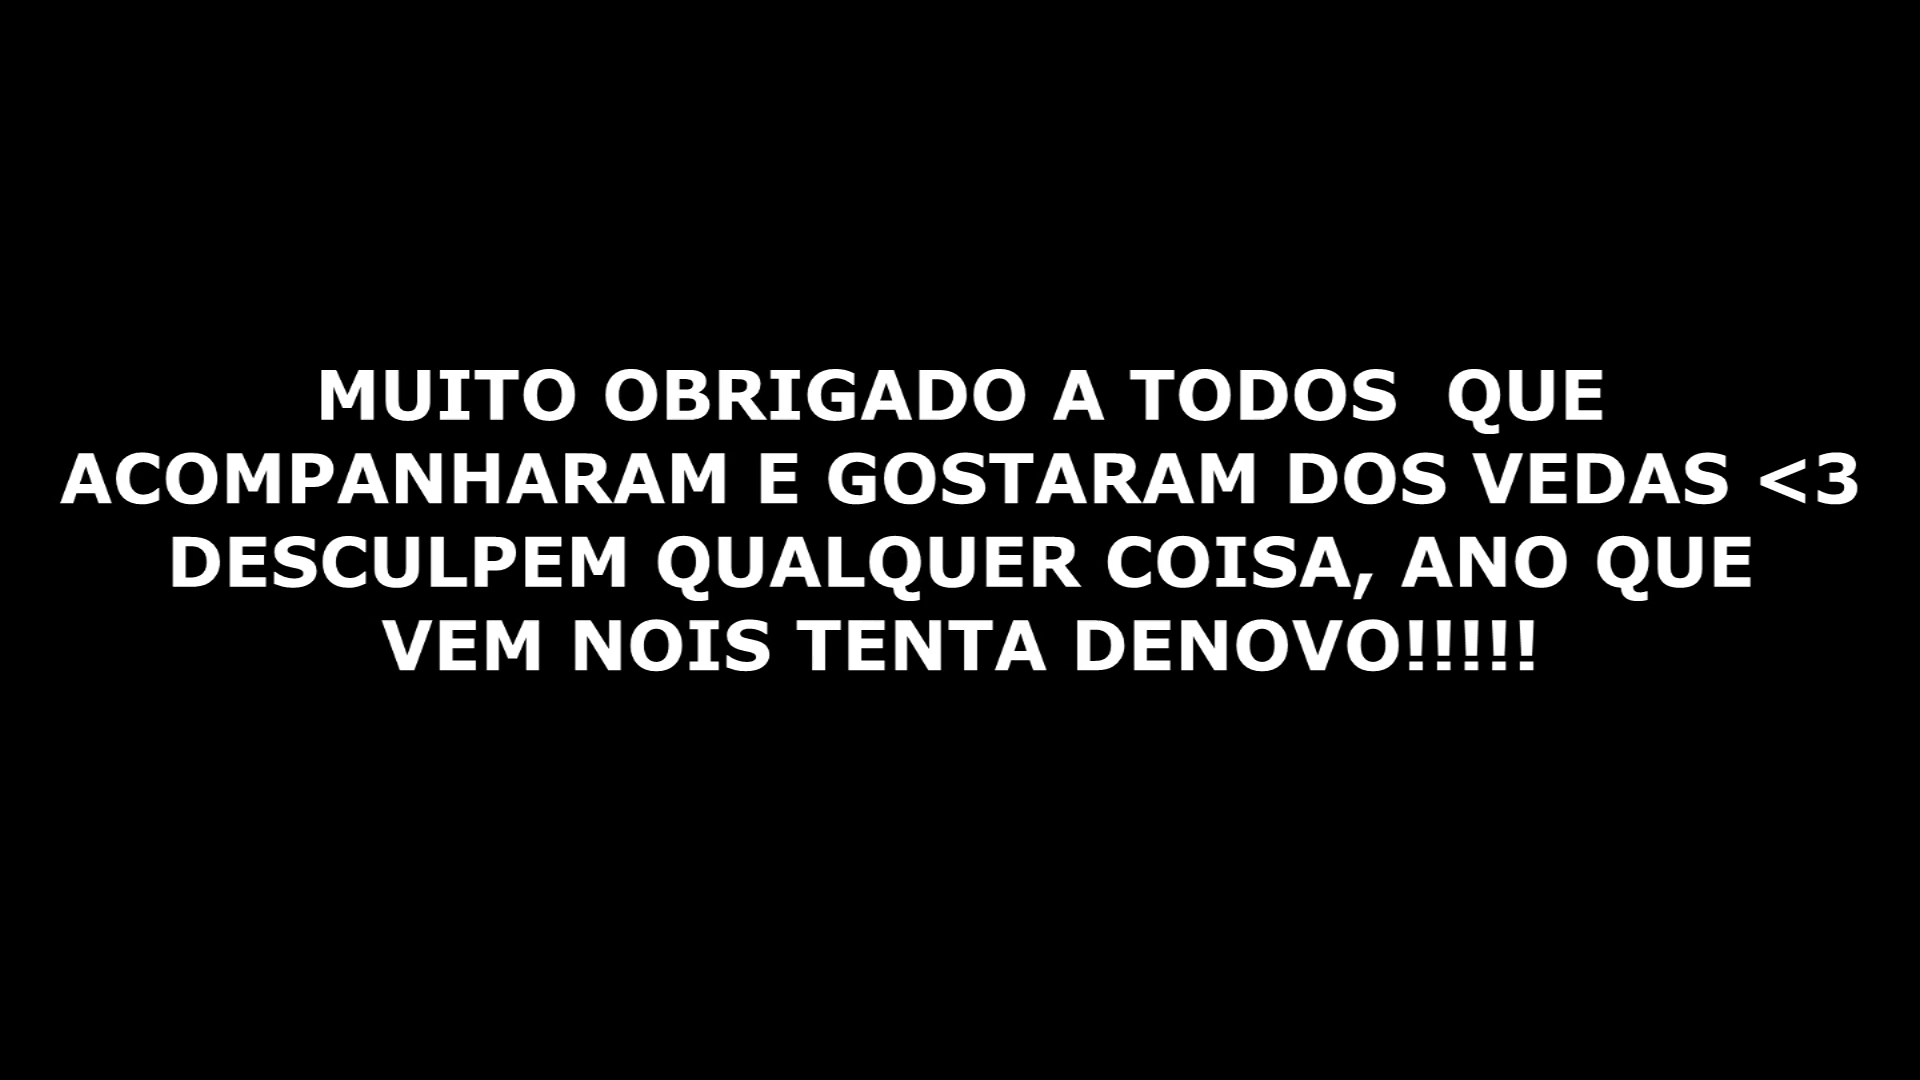 MUITO OBRIGADO A TODOS  QUE
ACOMPANHARAM E GOSTARAM DOS VEDAS <3
DESCULPEM QUALQUER COISA, ANO QUE
VEM NOIS TENTA DENOVO!!!!!